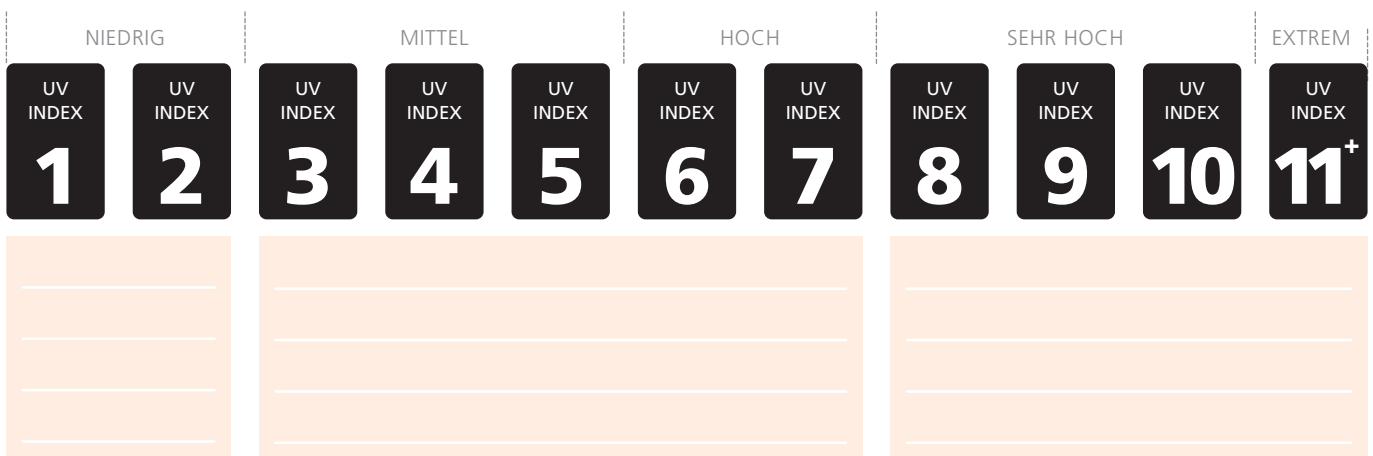 NIEDRIG MITTEL HOCH SEHR HOCH EXTREM
UV UV UV UV UV UV UV UV UV UV UV
INDEX INDEX INDEX INDEX INDEX INDEX INDEX INDEX INDEX INDEX INDEX
1 2 3 4 5 6 7 8 9 10 11+